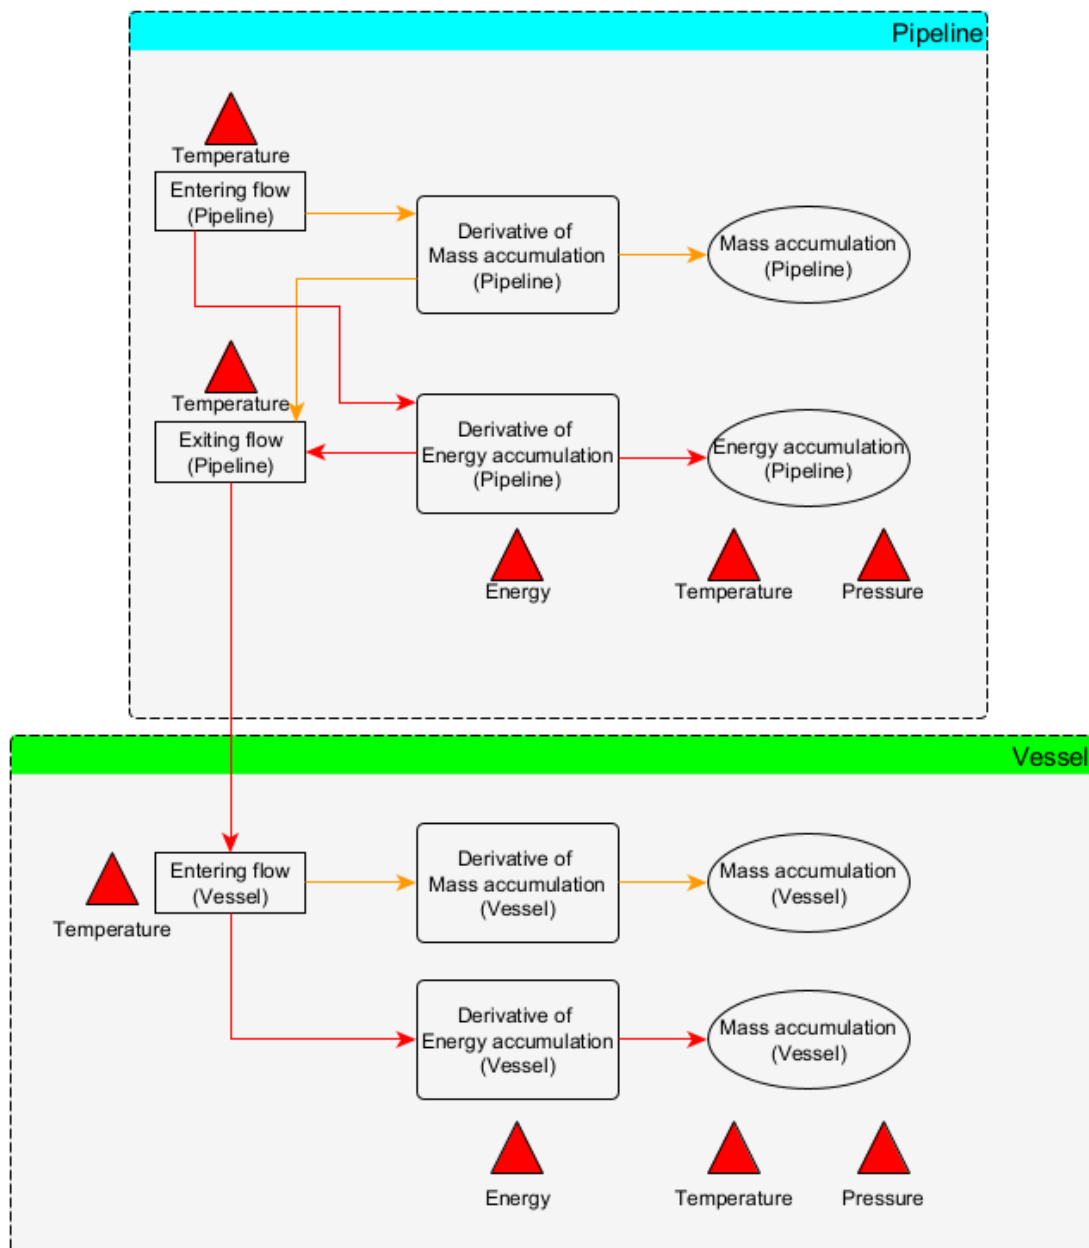 Pipeline
Temperature
Entering flow
(Pipeline)
Derivative of
Mass accumulation
(Pipeline)
Mass accumulation
(Pipeline)
Temperature
Exiting flow
(Pipeline)
Derivative of
Energy accumulation
(Pipeline)
Energy accumulation
(Pipeline)
Energy
Temperature
Pressure
Vessel
Temperature
Entering flow
(Vessel)
Derivative of
Mass accumulation
(Vessel)
Mass accumulation
(Vessel)
Derivative of
Energy accumulation
(Vessel)
Mass accumulation
(Vessel)
Energy
Temperature
Pressure